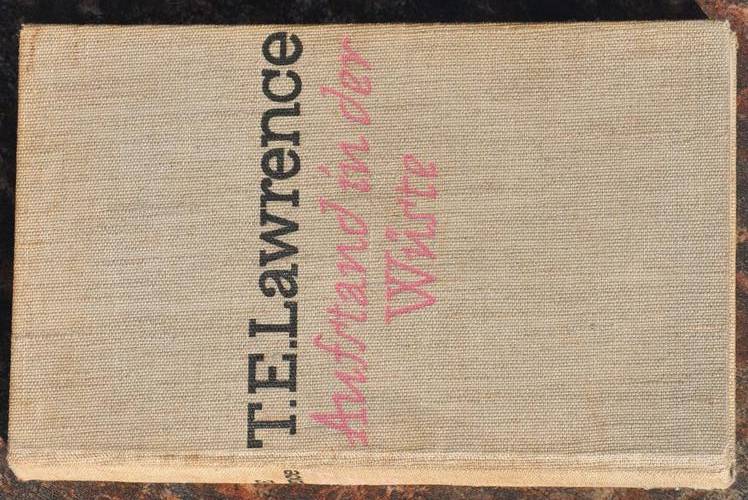 T.E.Lawrence
Aufstand in der
Wüste